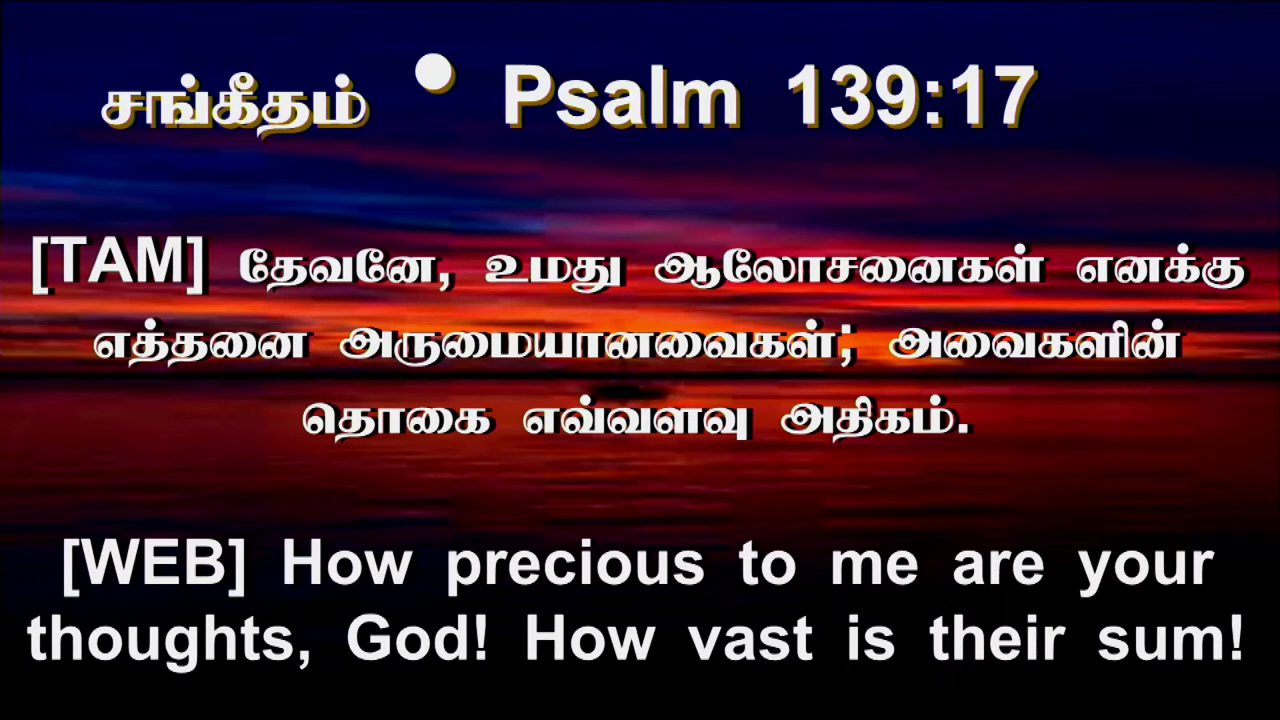 சங்கீதம் • Psalm 139:17
[TAM] தேவனே, உமது ஆலோசனைகள் எனக்கு
எத்தனை அருமையானவைகள்; அவைகளின்
தொகை எவ்வளவு அதிகம்.
[WEB] How precious to me are your
thoughts, God! How vast is their sum!